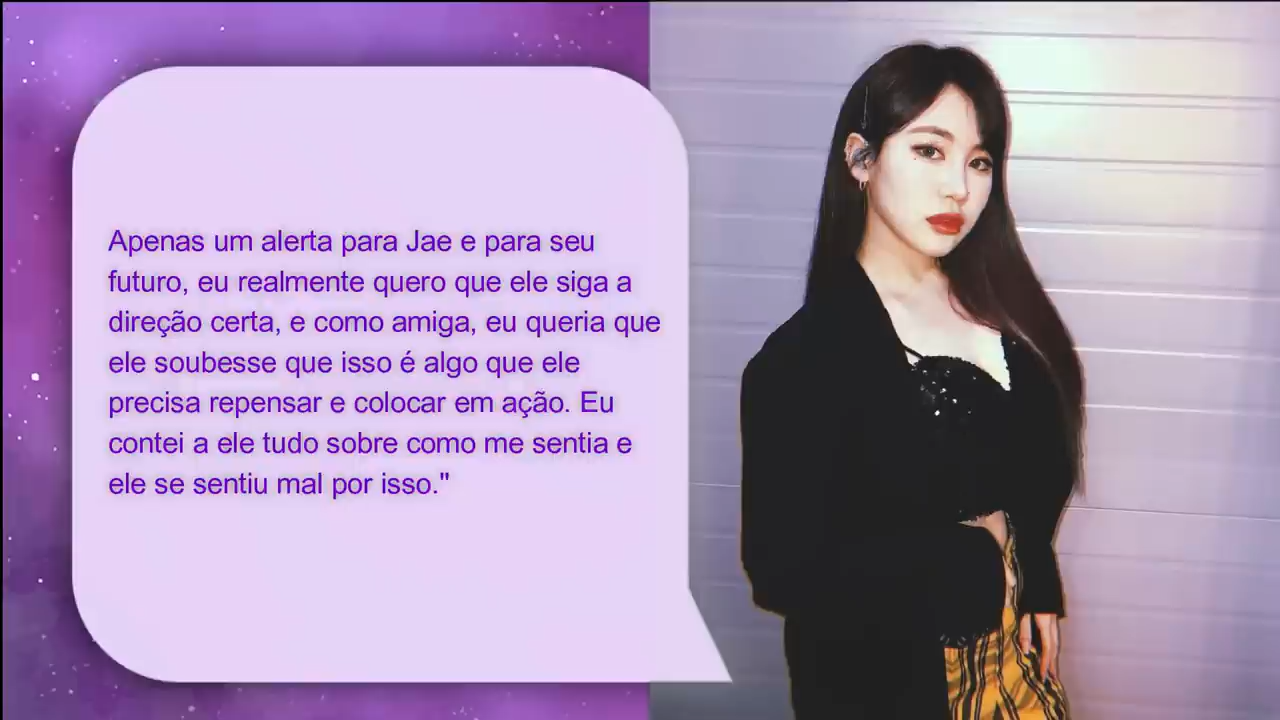 Apenas um alerta para Jae e para seu
futuro, eu realmente quero que ele siga a
direção certa, e como amiga, eu queria que
ele soubesse que isso é algo que ele
precisa repensar e colocar em ação. Eu
contei a ele tudo sobre como me sentia e
ele se sentiu mal por isso."